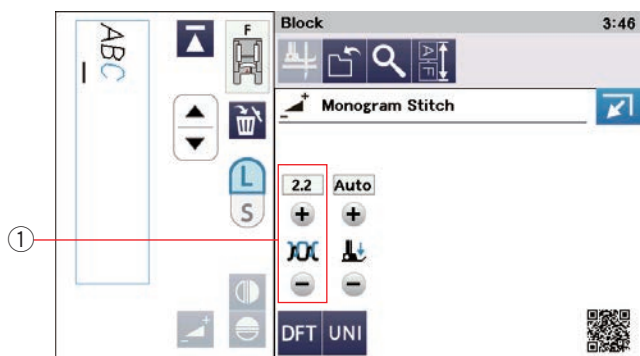 Block 3:46
ABC
F
A
F
Monogram Stitch
L
S
2.2 Auto
①
DFT UNI